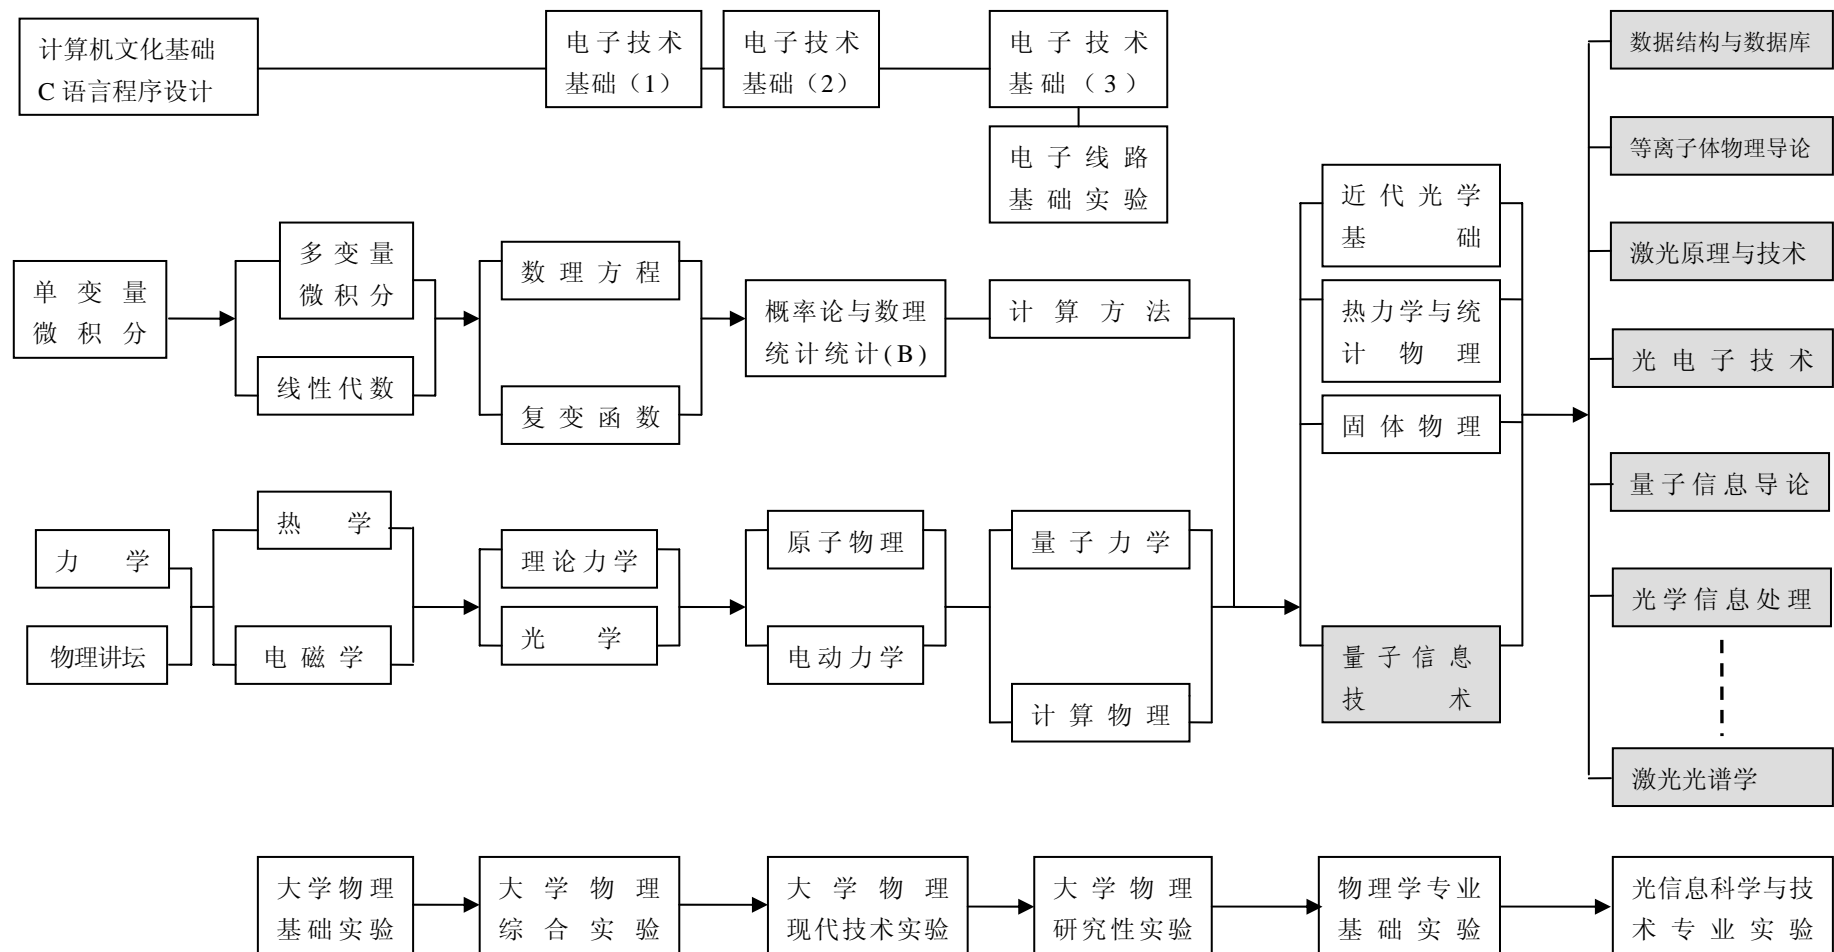 计算机文化基础
C 语言程序设计
电子技术
基础（1）
电子技术
基础（2）
电子技术
基础（3）
电子线路
基础实验
单变量
微积分
多变量
微积分
线性代数
数理方程
复变函数
概率论与数理
统计统计(B)
计算方法
力学
物理讲坛
热学
电磁学
理论力学
光学
原子物理
电动力学
量子力学
计算物理
近代光学
基础
热力学与统
计物理
固体物理
量子信息
技术
数据结构与数据库
等离子体物理导论
激光原理与技术
光电子技术
量子信息导论
光学信息处理
激光光谱学
大学物理
基础实验
大学物理
综合实验
大学物理
现代技术实验
大学物理
研究性实验
物理学专业
基础实验
光信息科学与技
术专业实验